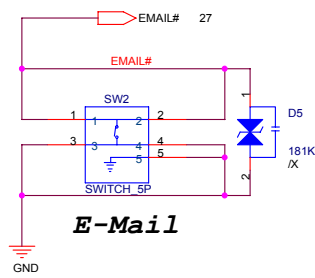 EMAIL# 27
EMAIL#
SW2
1 1 2 2
3 3 4 4
5 5
SWITCH_5P
1
D5
181K
/X
2
E-Mail
GND